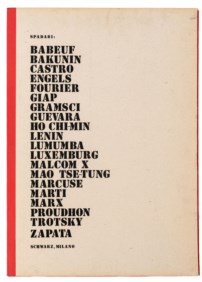 SPADARI:
BABEUF
BAKUNIN
CASTRO
ENGELS
FOURIER
GIAP
GRAMSCI
GUEVARA
HO CHI-MIN
LENIN
LUMUMBA
LUXEMBURG
MALCOM X
MAO TSE-TUNG
MARCUSE
MARTI
MARX
PROUDHON
TROTSKY
ZAPATA
SCHWARZ, MILANO